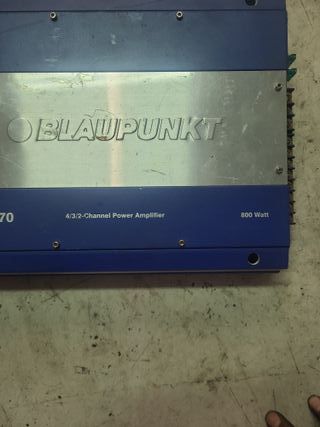 BLAUPUNKT
70
4/3/2-Channel Power Amplifier
800 Watt